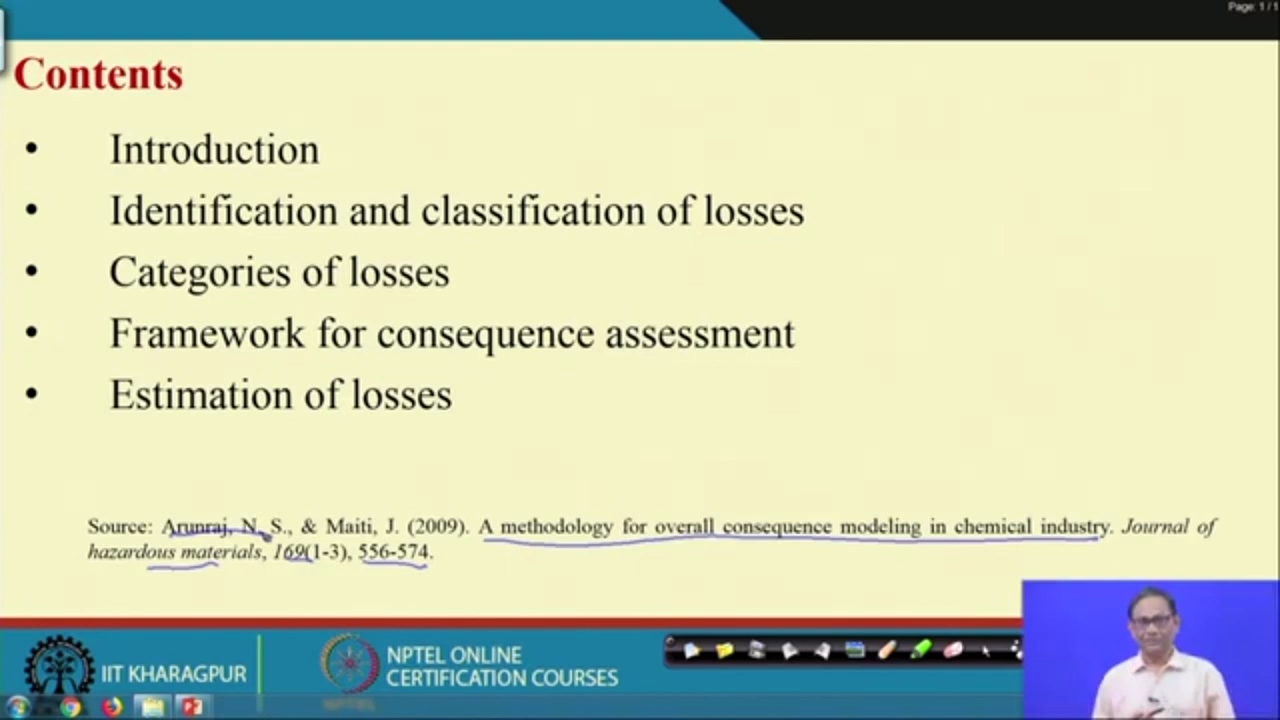 Page: 1 / 1
Contents
• Introduction
• Identification and classification of losses
• Categories of losses
• Framework for consequence assessment
• Estimation of losses
Source: Arunraj, N. S., & Maiti, J. (2009). A methodology for overall consequence modeling in chemical industry. Journal of
hazardous materials, 169(1-3), 556-574.
IIT KHARAGPUR
NPTEL ONLINE
CERTIFICATION COURSES